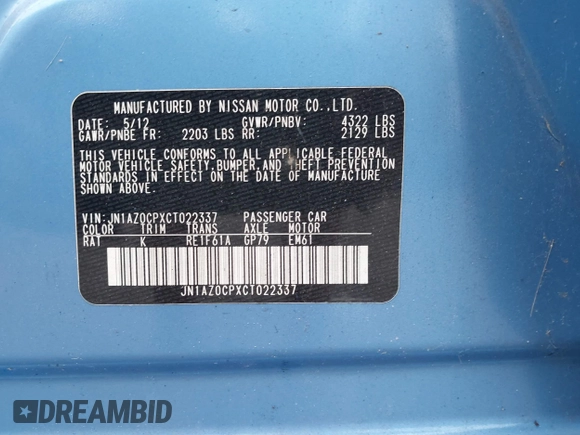 MANUFACTURED BY NISSAN MOTOR CO.,LTD.
DATE: 5/12 GVWR/PNBV: 4322 LBS
GAWR/PNBE FR: 2203 LBS RR: 2129 LBS
THIS VEHICLE CONFORMS TO ALL APPLICABLE FEDERAL
MOTOR VEHICLE SAFETY,BUMPER,AND THEFT PREVENTION
STANDARDS IN EFFECT ON THE DATE OF MANUFACTURE
SHOWN ABOVE.
VIN:JN1AZ0CPXCT022337 PASSENGER CAR
COLOR TRIM TRANS AXLE MOTOR
RAT K RE1F61A GP79 EM61
JN1AZ0CPXCT022337
DREAMBID